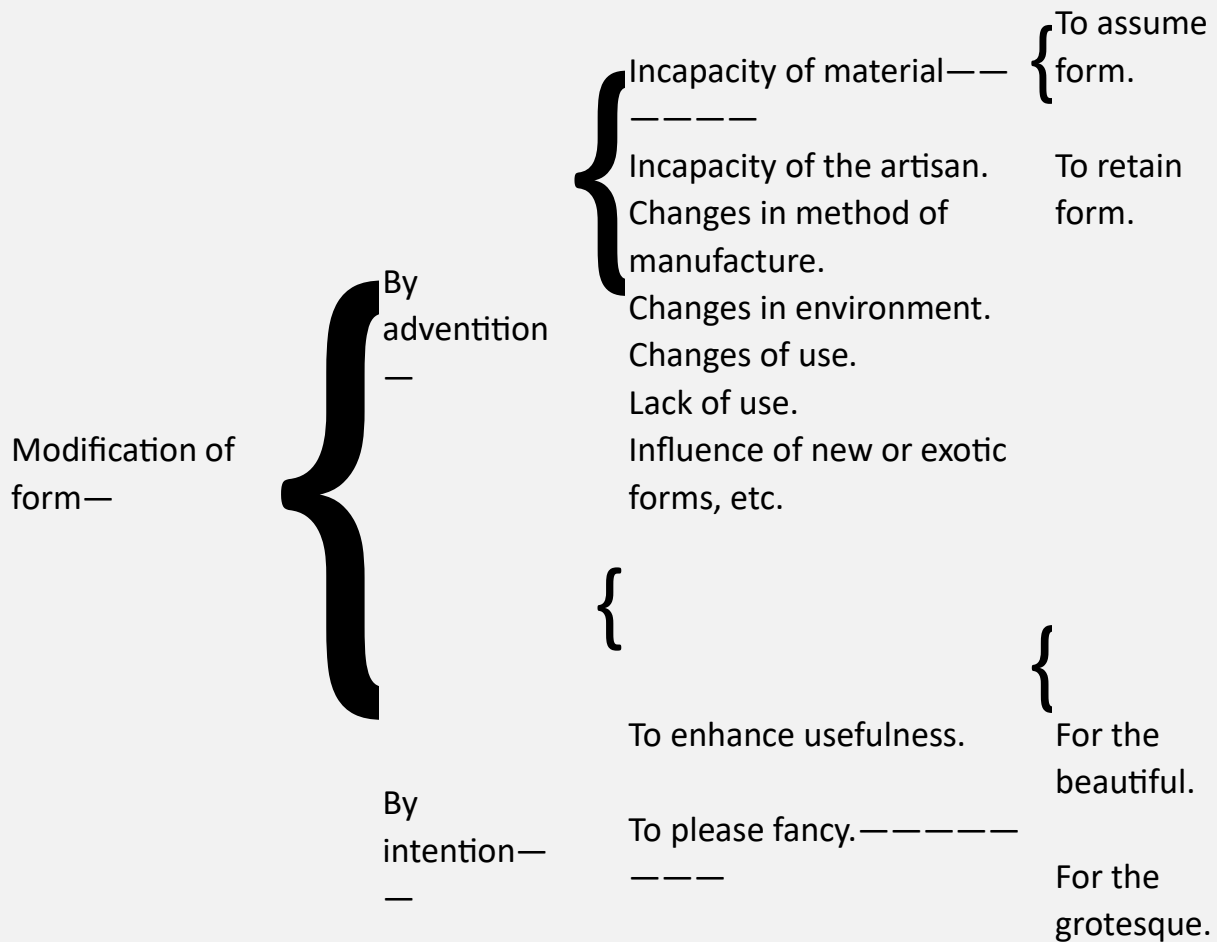 Modification of
form—
By
adventition
—
Incapacity of material——
————
Incapacity of the artisan.
Changes in method of
manufacture.
Changes in environment.
Changes of use.
Lack of use.
Influence of new or exotic
forms, etc.
To assume
form.
To retain
form.
By
intention—
—
To enhance usefulness.
To please fancy.—————
———
For the
beautiful.
For the
grotesque.